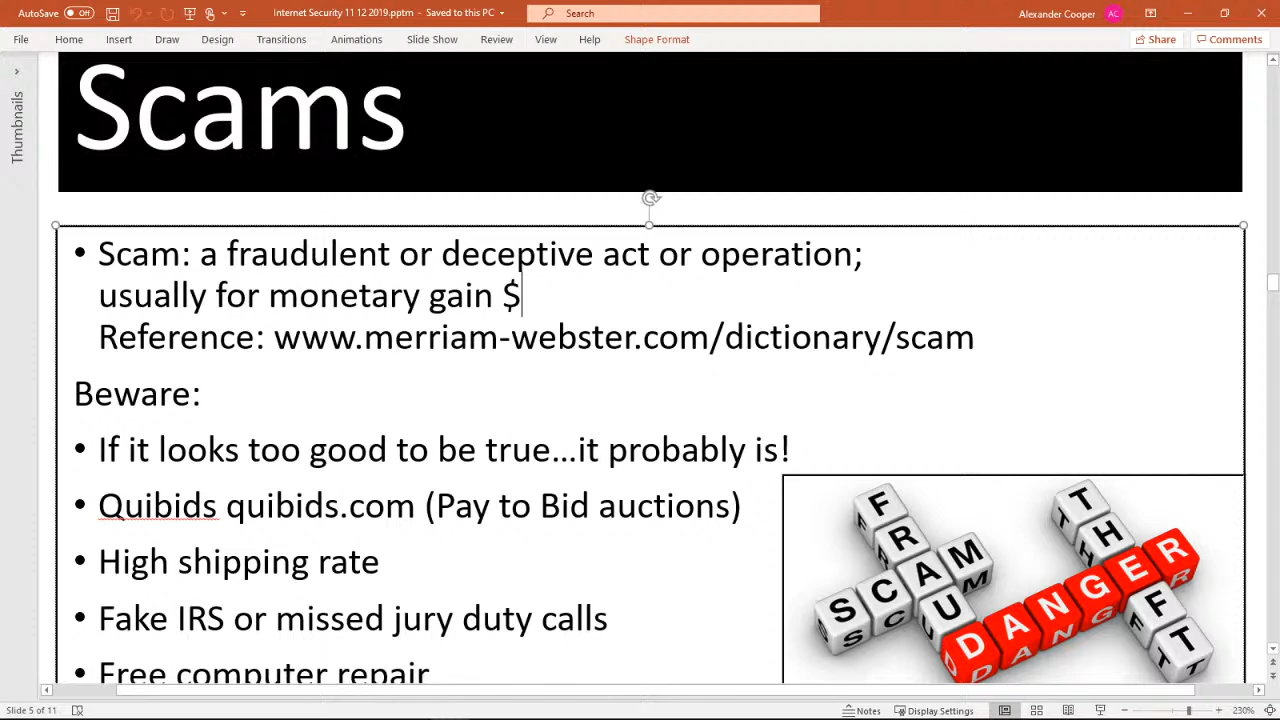 AutoSave Off
Internet Security 11 12 2019.pptm - Saved to this PC
Search
Alexander Cooper AC
File Home Insert Draw Design Transitions Animations Slide Show Review View Help Shape Format Share Comments
Thumbnails
Scams
• Scam: a fraudulent or deceptive act or operation;
usually for monetary gain $
Reference: www.merriam-webster.com/dictionary/scam
Beware:
• If it looks too good to be true...it probably is!
• Quibids quibids.com (Pay to Bid auctions)
• High shipping rate
• Fake IRS or missed jury duty calls
• Free computer repair
SCAM
FRAUD
DANGER
THEFT
Slide 5 of 11
Notes Display Settings 230%